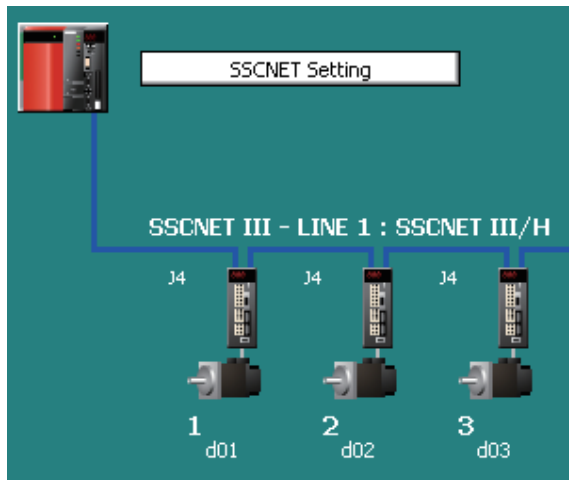 SSCNET Setting
SSCNET III - LINE 1 : SSCNET III/H
J4 J4 J4
1 2 3
d01 d02 d03